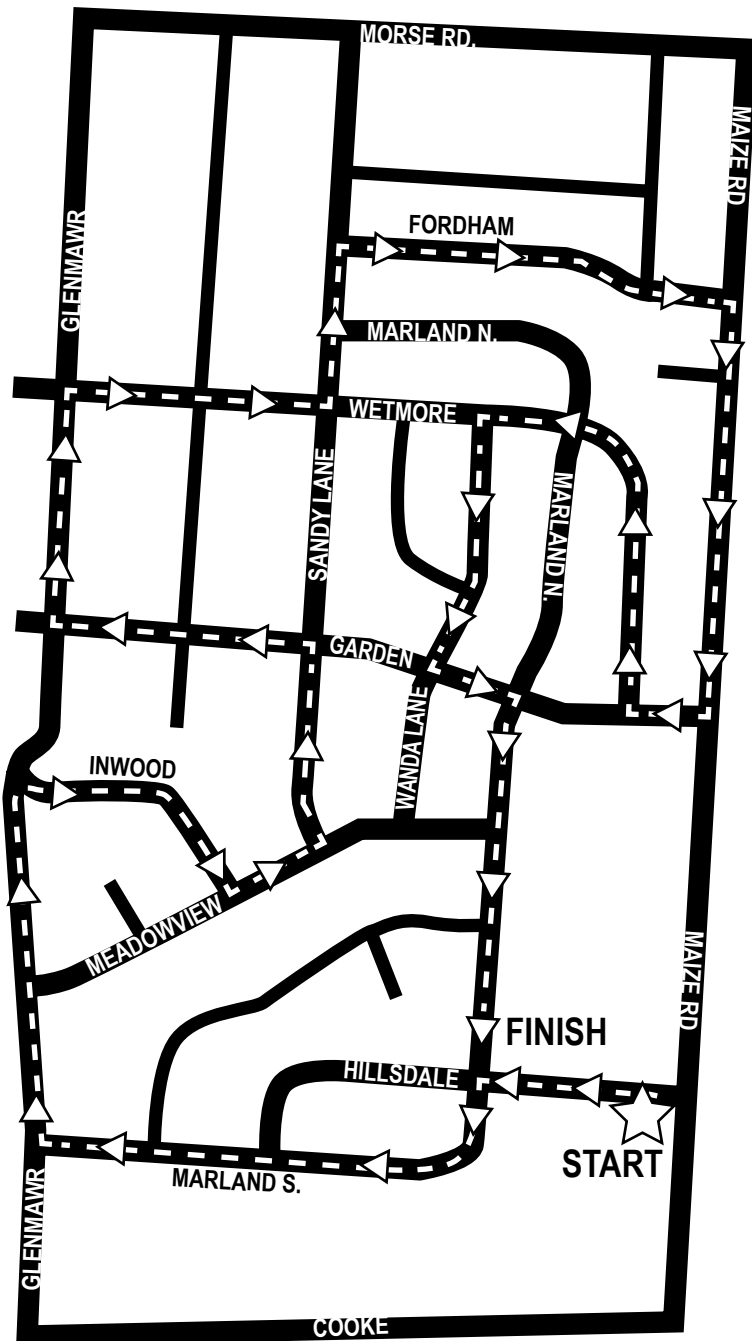 MORSE RD.
MAIZE RD
GLENMAWR
FORDHAM
MARLAND N.
WETMORE
SANDY LANE
MARLAND N.
GARDEN
WANDA LANE
INWOOD
MEADOWVIEW
MAIZE RD
FINISH
HILLSDALE
START
MARLAND S.
GLENMAWR
COOKE